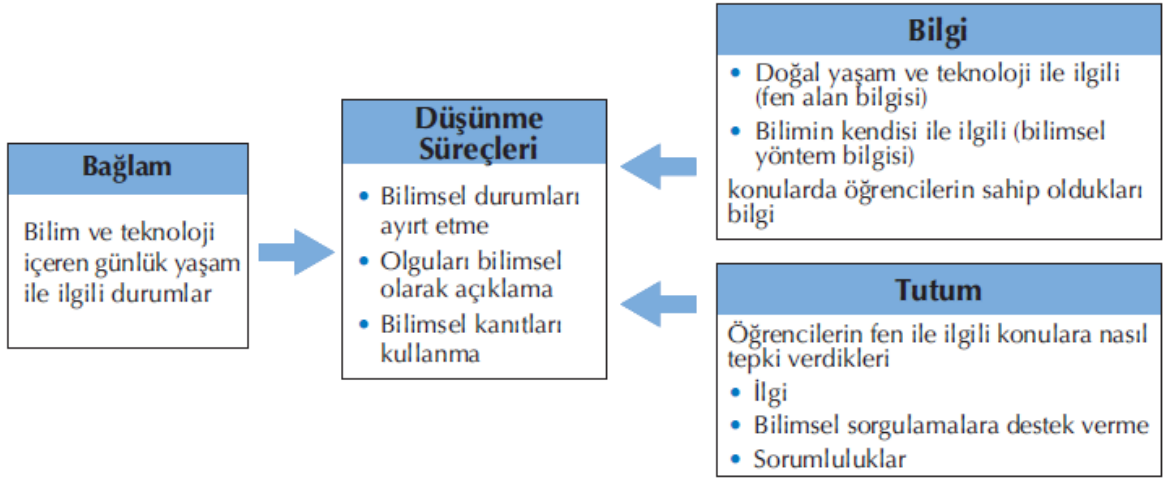 Bağlam
Bilim ve teknoloji
içeren günlük yaşam
ile ilgili durumlar
Düşünme
Süreçleri
• Bilimsel durumları
ayırt etme
• Olguları bilimsel
olarak açıklama
• Bilimsel kanıtları
kullanma
Bilgi
• Doğal yaşam ve teknoloji ile ilgili
(fen alan bilgisi)
• Bilimin kendisi ile ilgili (bilimsel
yöntem bilgisi)
konularda öğrencilerin sahip oldukları
bilgi
Tutum
Öğrencilerin fen ile ilgili konulara nasıl
tepki verdikleri
• İlgi
• Bilimsel sorgulamalara destek verme
• Sorumluluklar